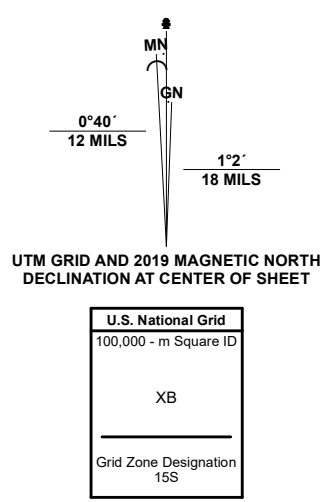 MN
GN
0°40´
12 MILS
1°2´
18 MILS
UTM GRID AND 2019 MAGNETIC NORTH
DECLINATION AT CENTER OF SHEET
U.S. National Grid
100,000 - m Square ID
XB
Grid Zone Designation
15S